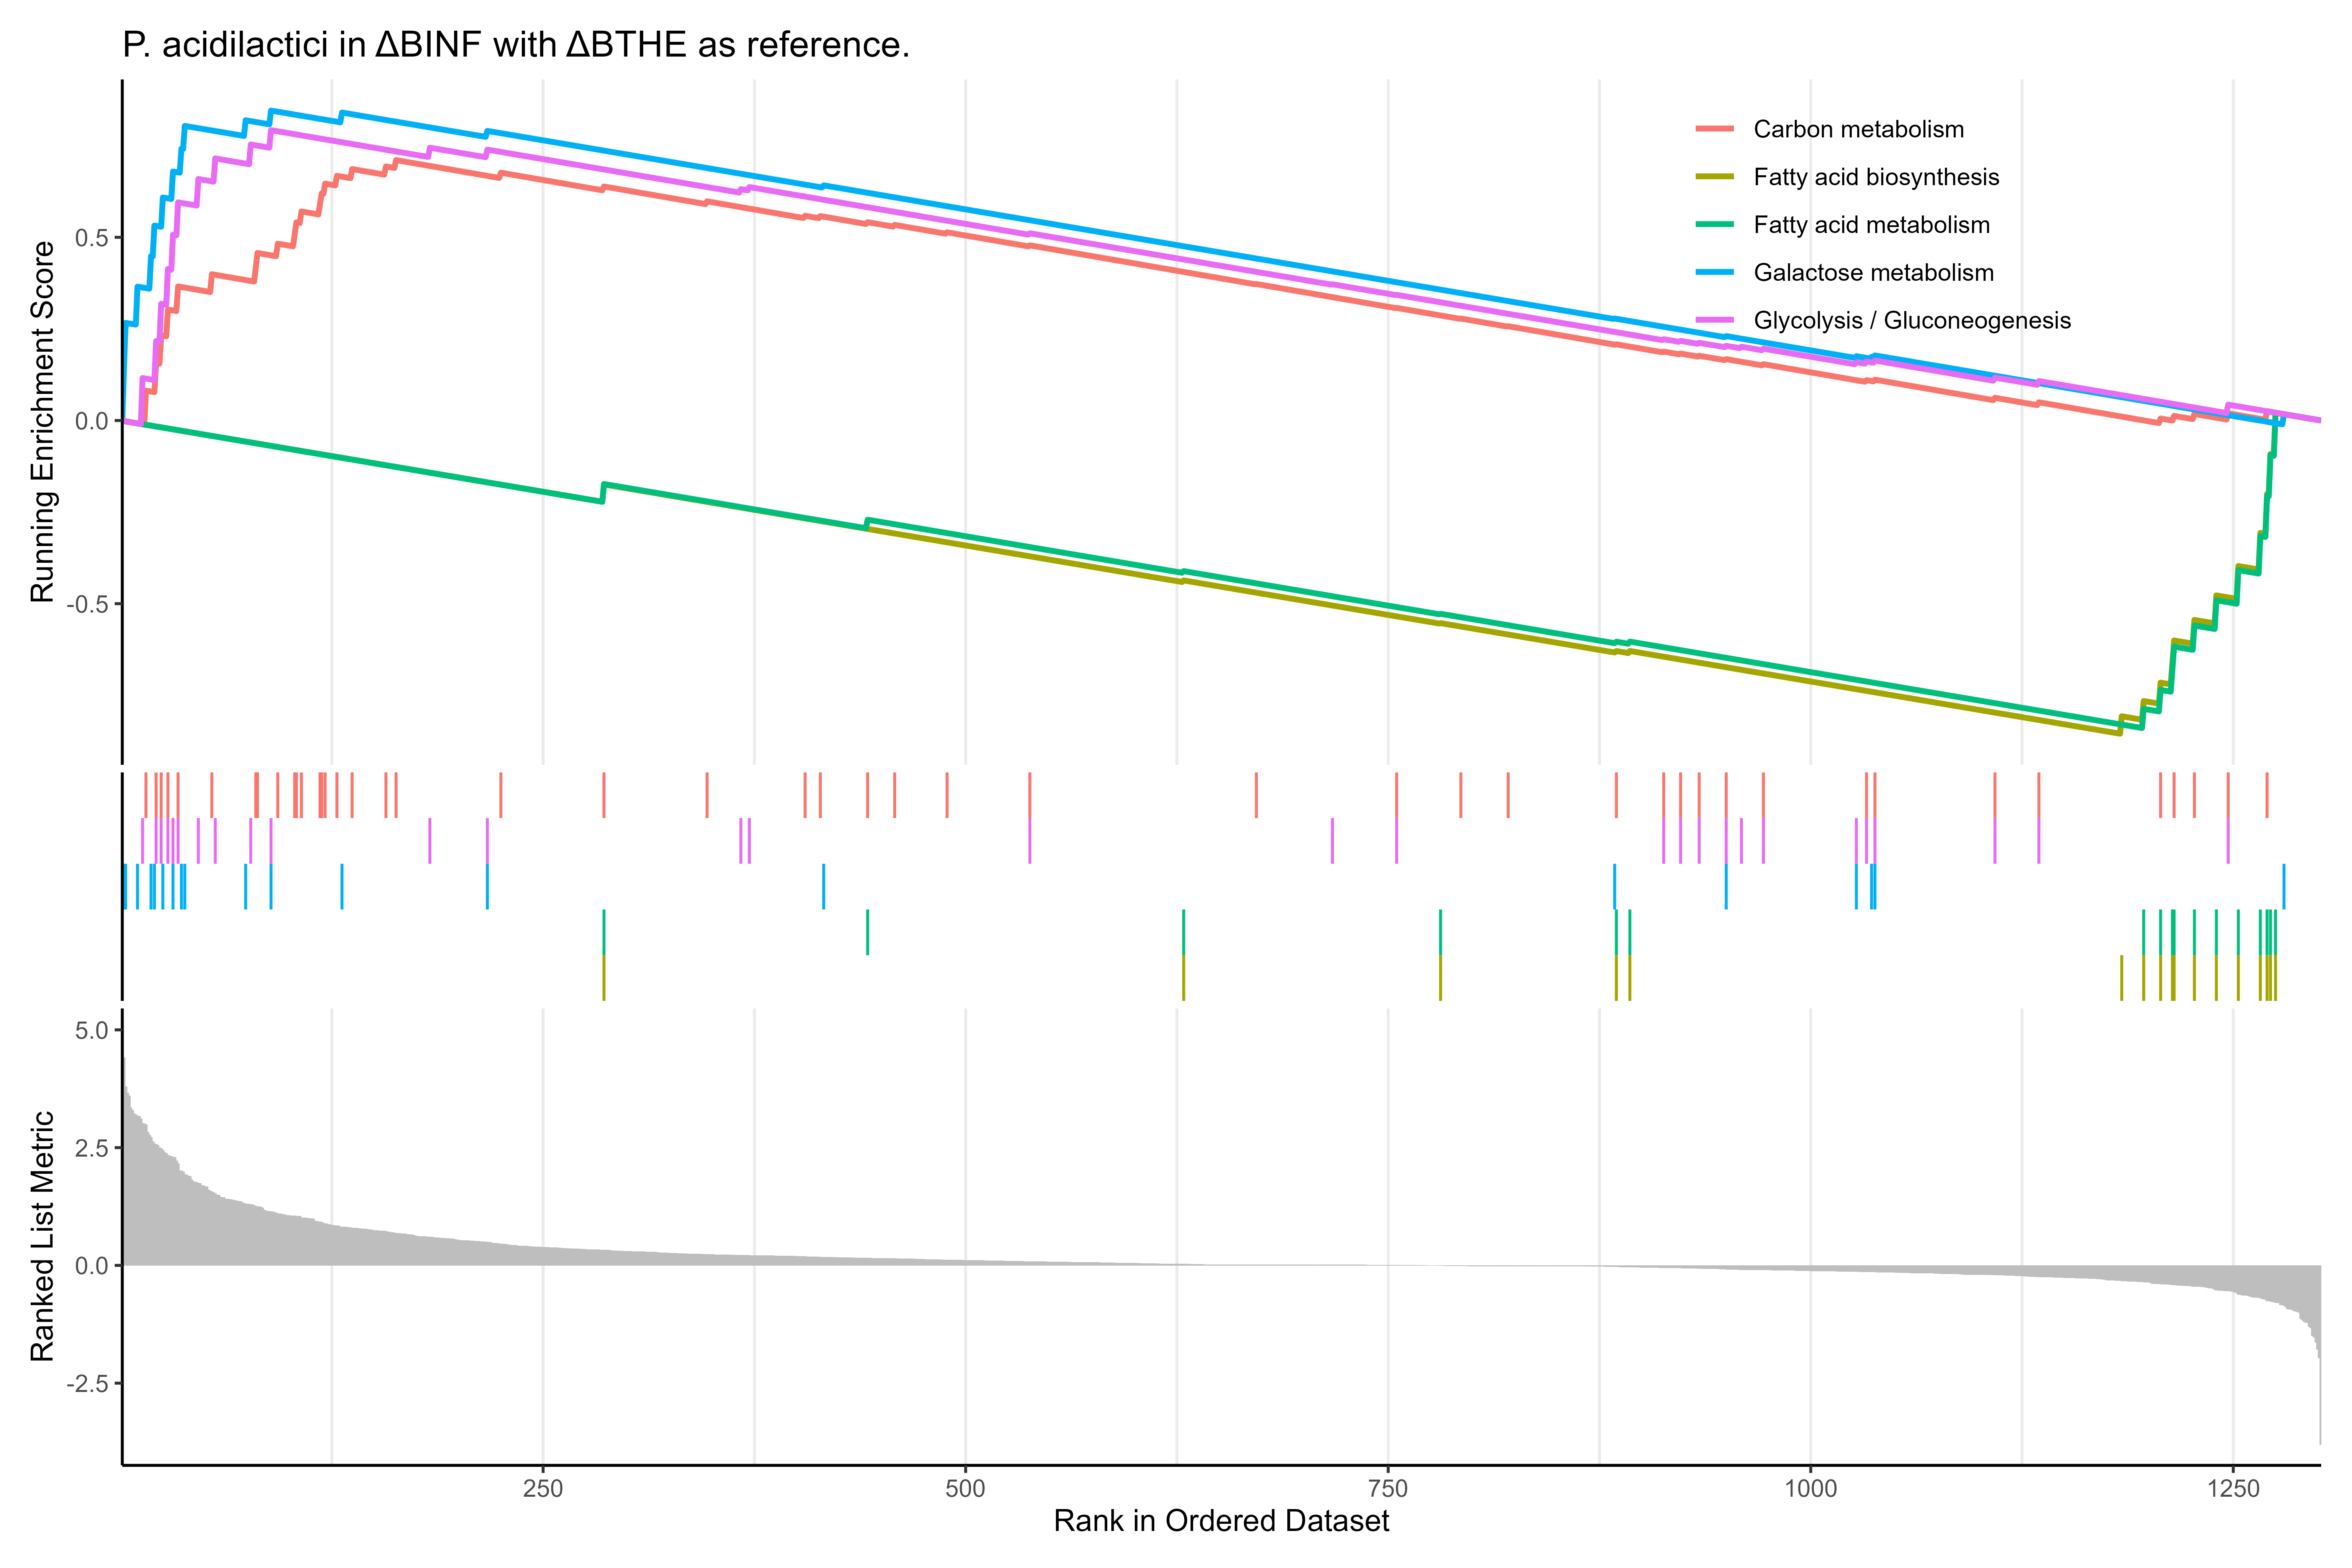 P. acidilactici in ΔBINF with ΔBTHE as reference.
Running Enrichment Score
0.5
0.0
-0.5
Carbon metabolism
Fatty acid biosynthesis
Fatty acid metabolism
Galactose metabolism
Glycolysis / Gluconeogenesis
Ranked List Metric
5.0
2.5
0.0
-2.5
250
500
750
1000
1250
Rank in Ordered Dataset